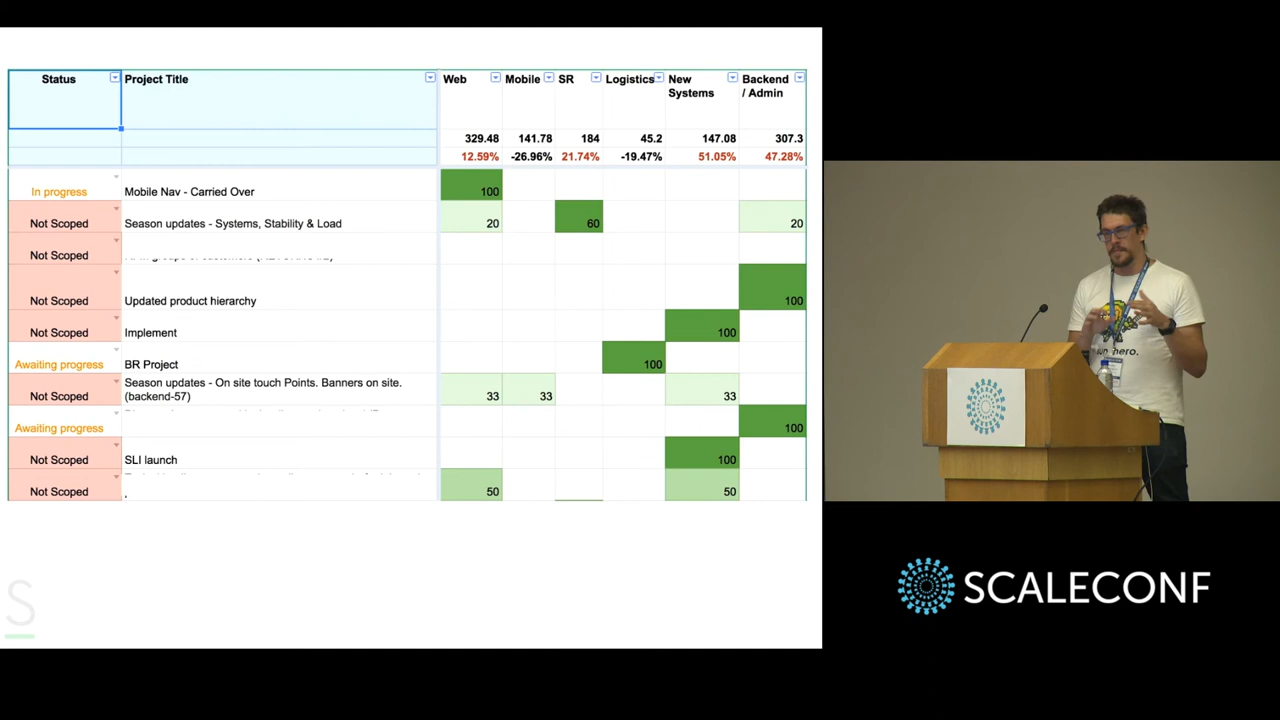 Status Project Title Web Mobile SR Logistics New Systems Backend / Admin
329.48 141.78 184 45.2 147.08 307.3
12.59% -26.96% 21.74% -19.47% 51.05% 47.28%
In progress Mobile Nav - Carried Over 100
Not Scoped Season updates - Systems, Stability & Load 20 60 20
Not Scoped
Not Scoped Updated product hierarchy 100
Not Scoped Implement 100
Awaiting progress BR Project 100
Not Scoped Season updates - On site touch Points. Banners on site. (backend-57) 33 33 33
Awaiting progress 100
Not Scoped SLI launch 100
Not Scoped 50 50
S
hero.
SCALECONF